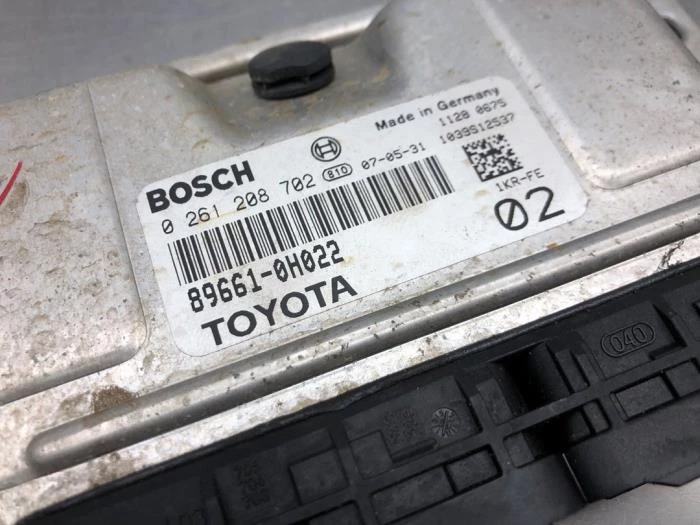 BOSCH
Made in Germany
1128 0675
0 261 208 702 810 07-05-31 1039S12537
1KR-FE
02
89661-0H022
TOYOTA
040